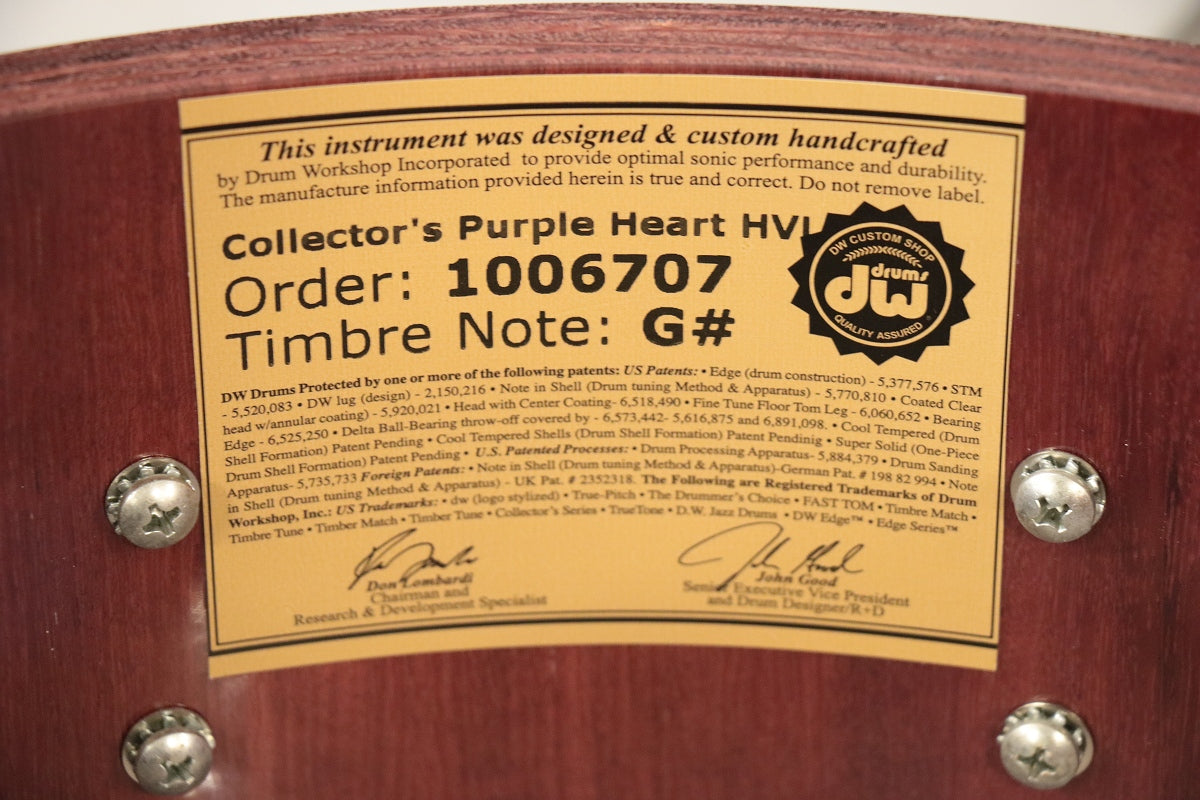 This instrument was designed & custom handcrafted
by Drum Workshop Incorporated to provide optimal sonic performance and durability.
The manufacture information provided herein is true and correct. Do not remove label.
Collector's Purple Heart HVL
Order: 1006707
Timbre Note: G#
DW CUSTOM SHOP
dw drums
QUALITY ASSURED
DW Drums Protected by one or more of the following patents: US Patents: • Edge (drum construction) - 5,377,576 • STM
- 5,520,083 • DW lug (design) - 2,150,216 • Note in Shell (Drum tuning Method & Apparatus) - 5,770,810 • Coated Clear
head w/annular coating) - 5,920,021 • Head with Center Coating- 6,518,490 • Fine Tune Floor Tom Leg - 6,060,652 • Bearing
Edge - 6,525,250 • Delta Ball-Bearing throw-off covered by - 6,573,442- 5,616,875 and 6,891,098. • Cool Tempered (Drum
Shell Formation) Patent Pending • Cool Tempered Shells (Drum Shell Formation) Patent Pendinig • Super Solid (One-Piece
Drum Shell Formation) Patent Pending • U.S. Patented Processes: • Drum Processing Apparatus- 5,884,379 • Drum Sanding
Apparatus- 5,735,733 Foreign Patents: • Note in Shell (Drum tuning Method & Apparatus)-German Pat. # 198 82 994 • Note
in Shell (Drum tuning Method & Apparatus) - UK Pat. # 2352318. The Following are Registered Trademarks of Drum
Workshop, Inc.: US Trademarks: • dw (logo stylized) • True-Pitch • The Drummer's Choice • FAST TOM • Timbre Match •
Timbre Tune • Timber Match • Timber Tune • Collector's Series • TrueTone • D.W. Jazz Drums • DW Edge™ • Edge Series™
Don Lombardi
Chairman and
Research & Development Specialist
John Good
Senior Executive Vice President
and Drum Designer/R+D